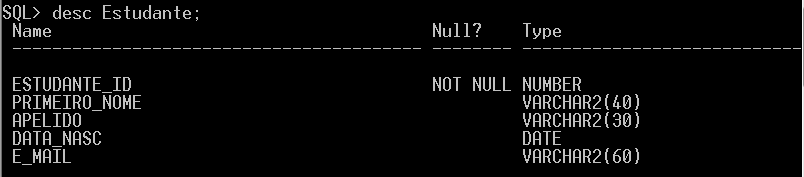 SQL> desc Estudante;
Name Null? Type
----------------------------------------- -------- ----------------------------
ESTUDANTE_ID NOT NULL NUMBER
PRIMEIRO_NOME VARCHAR2(40)
APELIDO VARCHAR2(30)
DATA_NASC DATE
E_MAIL VARCHAR2(60)